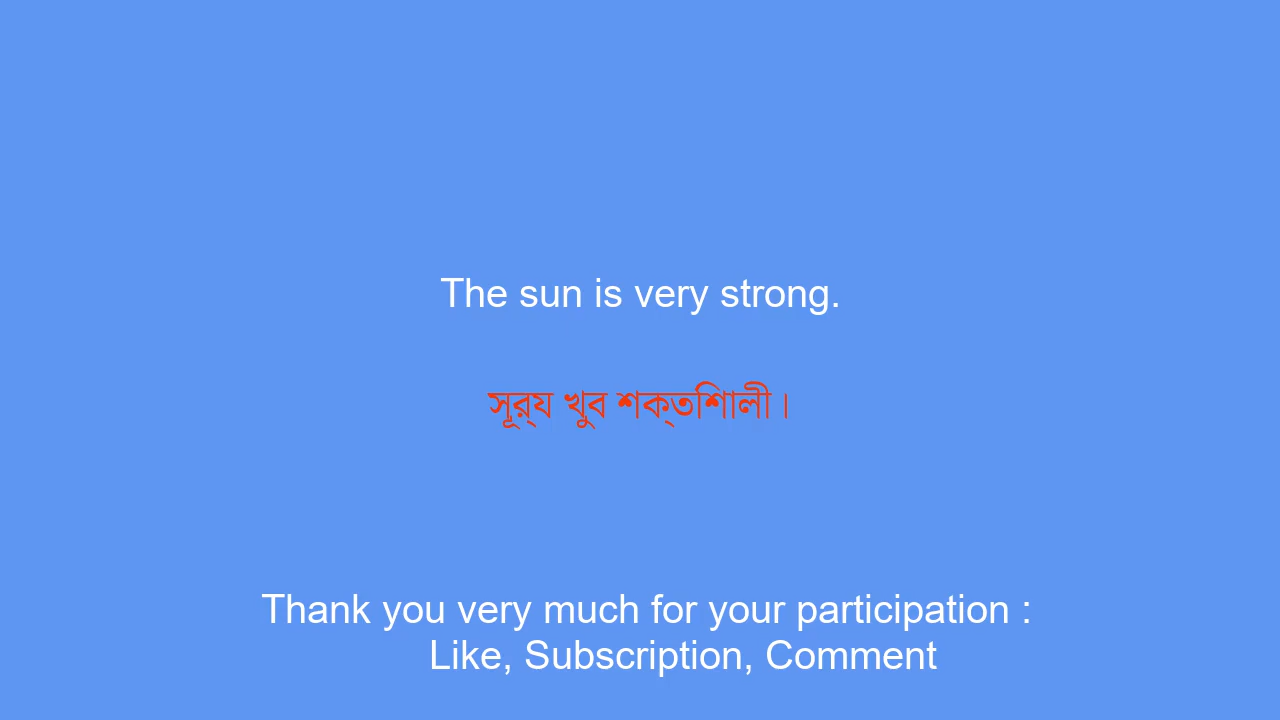 The sun is very strong.
সূর্য খুব শক্তিশালী।
Thank you very much for your participation :
Like, Subscription, Comment